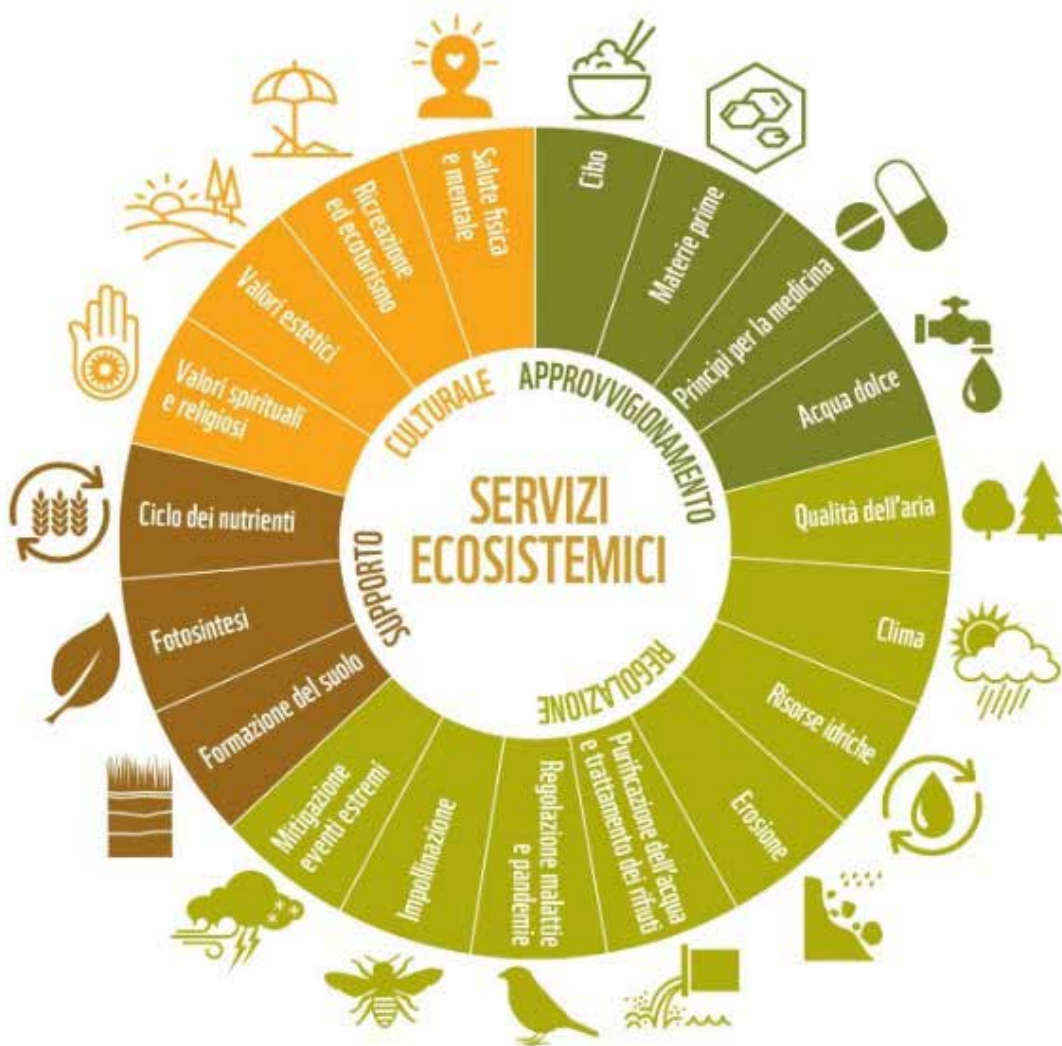 SERVIZI
ECOSISTEMICI
APPROVVIGIONAMENTO
Cibo
Materie prime
Principi per la medicina
Acqua dolce
REGOLAZIONE
Qualità dell'aria
Clima
Risorse idriche
Erosione
Purificazione dell'acqua
e trattamento dei rifiuti
Regolazione malattie
e pandemie
Impollinazione
Mitigazione
eventi estremi
SUPPORTO
Formazione del suolo
Fotosintesi
Ciclo dei nutrienti
CULTURALE
Valori spirituali
e religiosi
Valori estetici
Ricreazione
ed ecoturismo
Salute fisica
e mentale